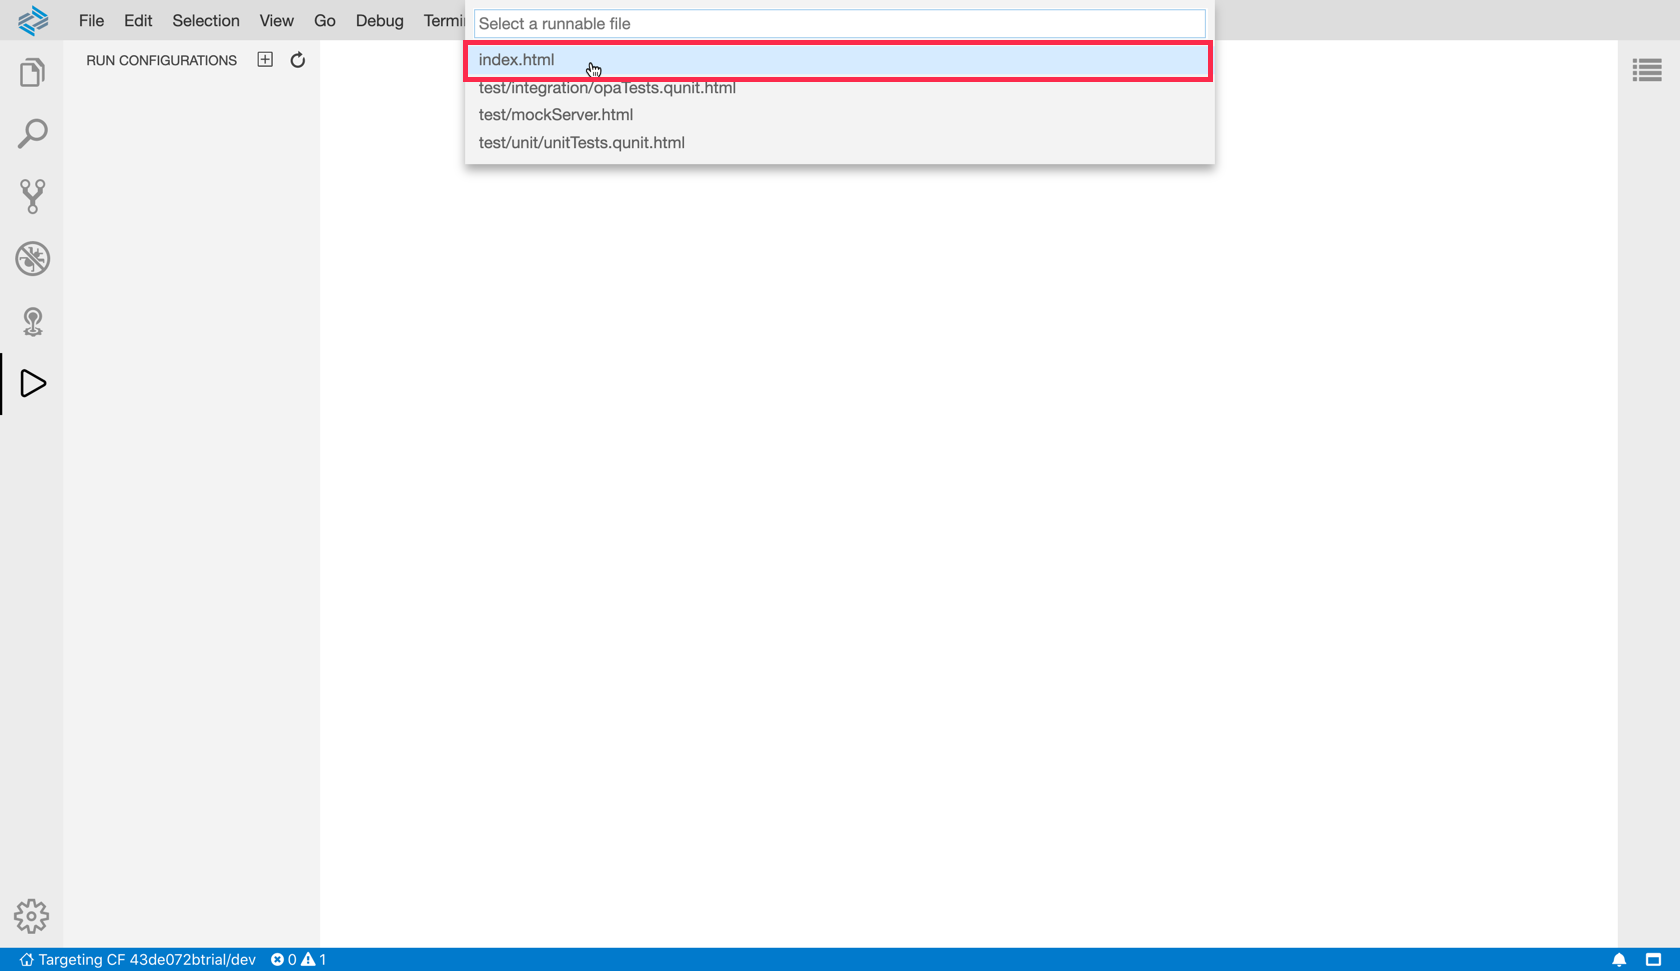 File Edit Selection View Go Debug Termi
Select a runnable file
RUN CONFIGURATIONS
index.html
test/integration/opaTests.qunit.html
test/mockServer.html
test/unit/unitTests.qunit.html
Targeting CF 43de072btrial/dev 0 1